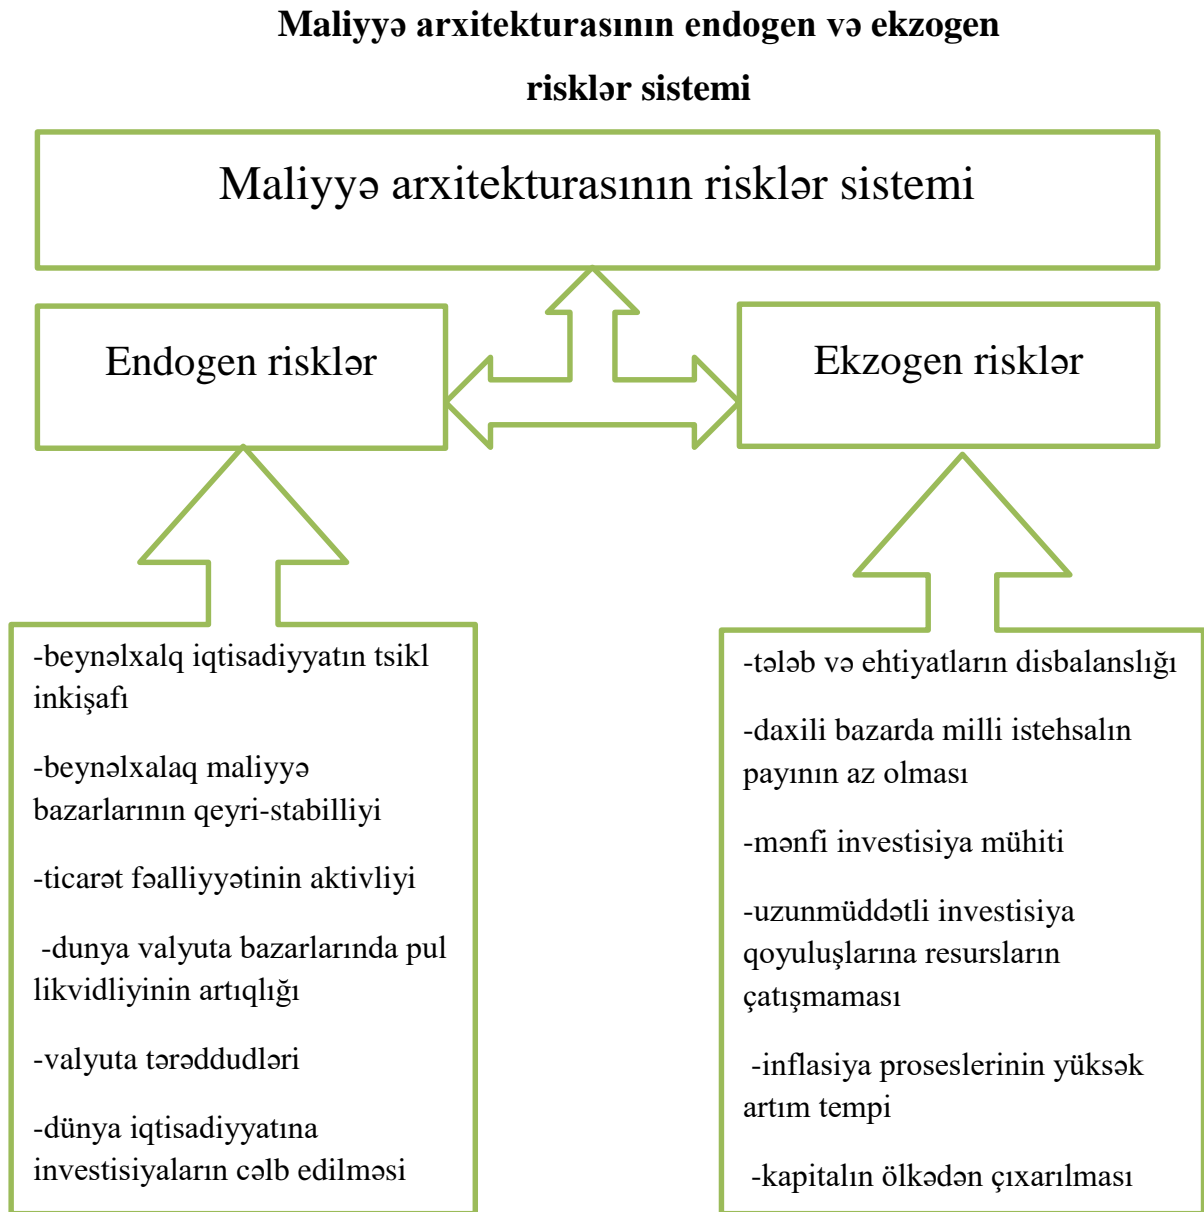 Maliyyə arxitekturasının endogen və ekzogen
risklər sistemi
Maliyyə arxitekturasının risklər sistemi
Endogen risklər
Ekzogen risklər
-beynəlxalq iqtisadiyyatın tsikl
inkişafı
-beynəlxalaq maliyyə
bazarlarının qeyri-stabilliyi
-ticarət fəalliyyətinin aktivliyi
-dunya valyuta bazarlarında pul
likvidliyinin artıqlığı
-valyuta tərəddudləri
-dünya iqtisadiyyatına
investisiyaların cəlb edilməsi
-tələb və ehtiyatların disbalanslığı
-daxili bazarda milli istehsalın
payının az olması
-mənfi investisiya mühiti
-uzunmüddətli investisiya
qoyuluşlarına resursların
çatışmaması
-inflasiya proseslerinin yüksək
artım tempi
-kapitalın ölkədən çıxarılması